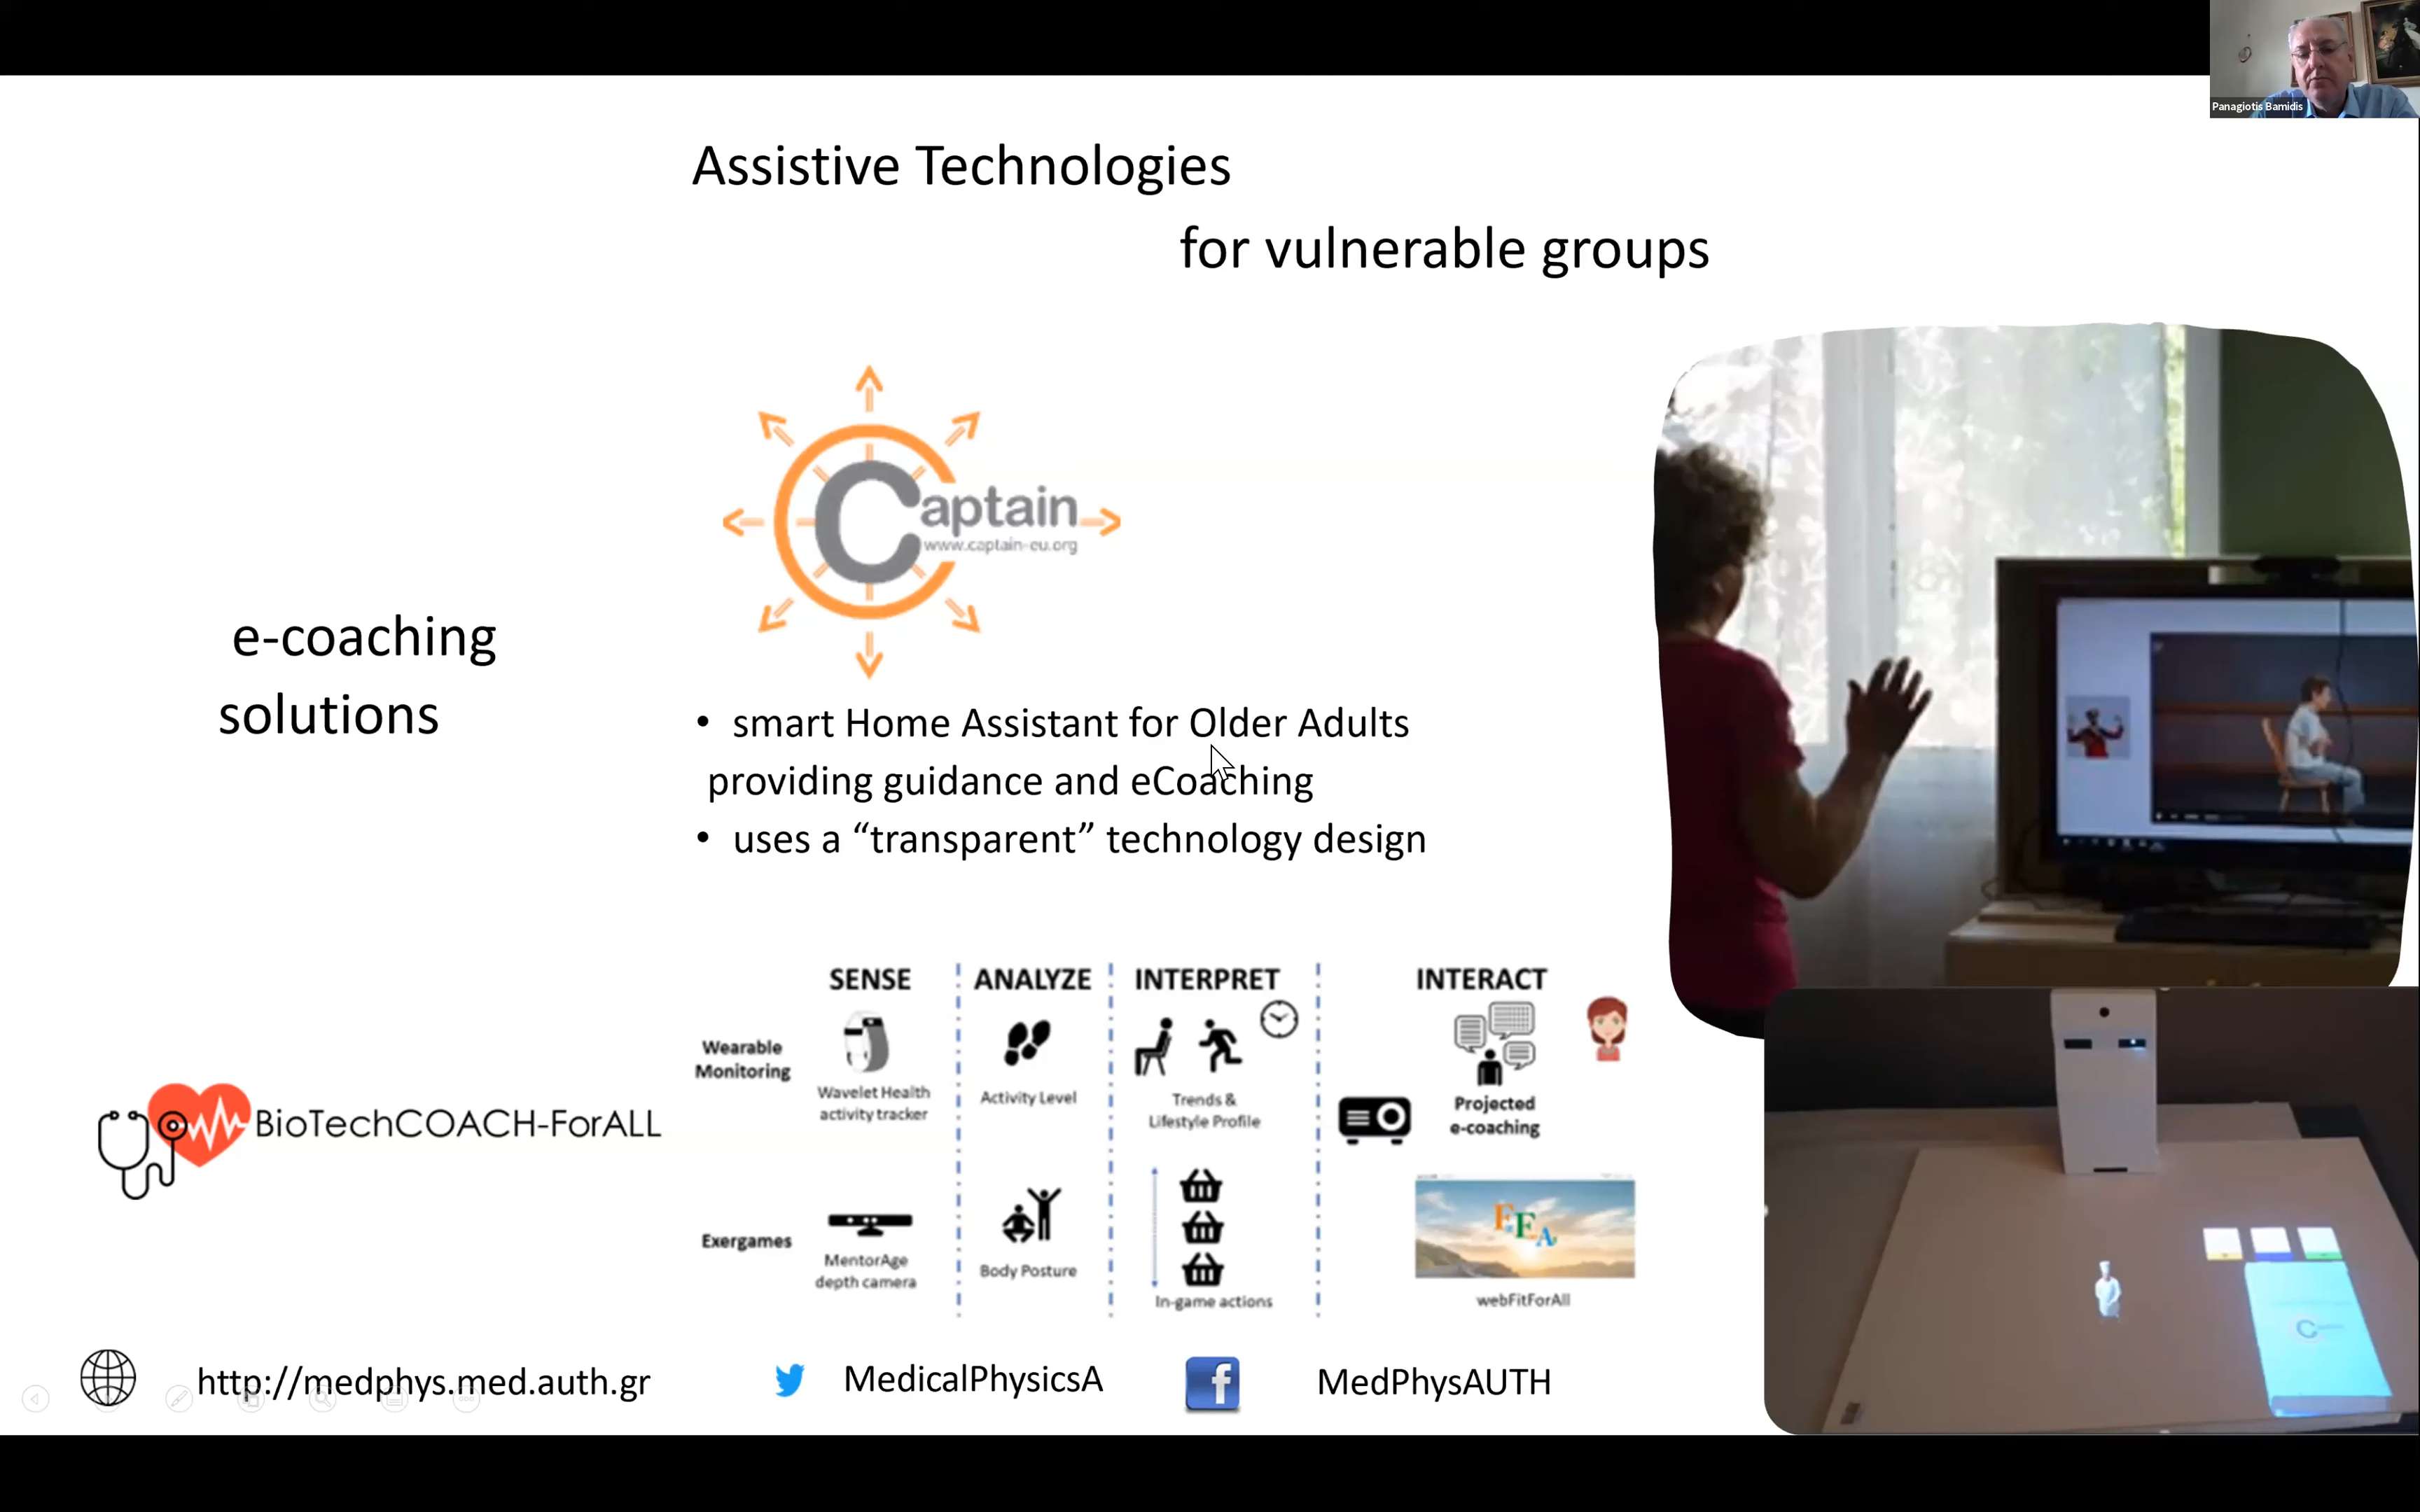 Panagiotis Bamidis
Assistive Technologies
for vulnerable groups
Captain
www.captain-eu.org
e-coaching
solutions
• smart Home Assistant for Older Adults
providing guidance and eCoaching
• uses a “transparent” technology design
SENSE ANALYZE INTERPRET INTERACT
Wearable
Monitoring
Wavelet Health
activity tracker
Activity Level
Trends &
Lifestyle Profile
Projected
e-coaching
BioTechCOACH-ForALL
Exergames
MentorAge
depth camera
Body Posture
In-game actions
FFA
webFitForAll
http://medphys.med.auth.gr
MedicalPhysicsA
MedPhysAUTH